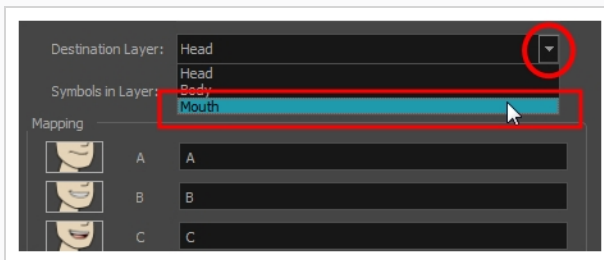 Destination Layer: Head
Head
Symbols in Layer: Body
Mouth
Mapping
A A
B B
C C